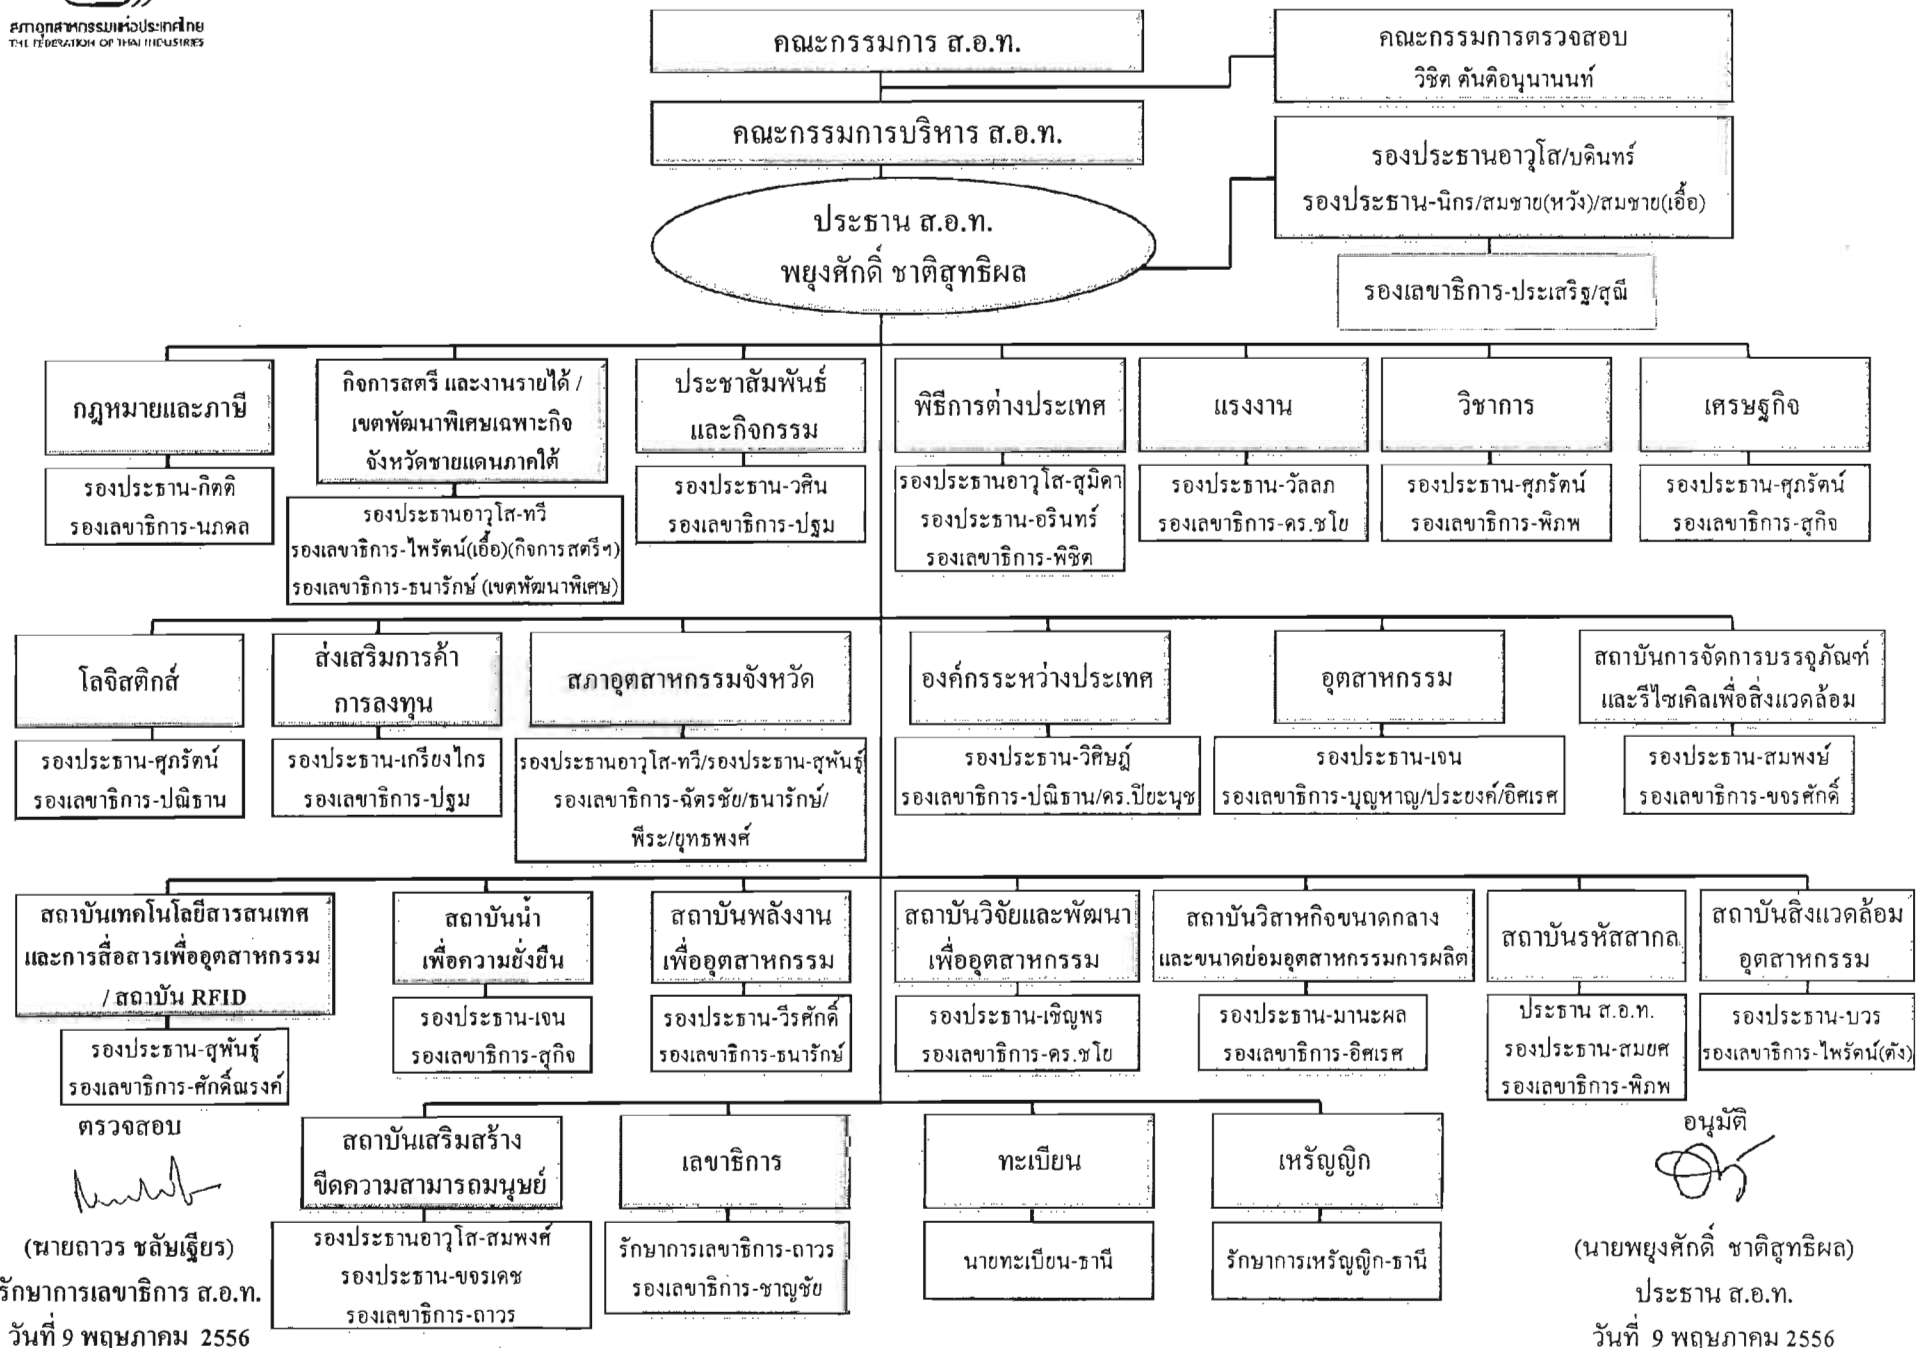 สภาอุตสาหกรรมแห่งประเทศไทย
THE FEDERATION OF THAI INDUSTRIES
คณะกรรมการ ส.อ.ท.
คณะกรรมการตรวจสอบ
วิชิต ตันติอนุนานนท์
คณะกรรมการบริหาร ส.อ.ท.
รองประธานอาวุโส/บดินทร์
รองประธาน-นิกร/สมชาย(หวัง)/สมชาย(เอื้อ)
ประธาน ส.อ.ท.
พยุงศักดิ์ ชาติสุทธิผล
รองเลขาธิการ-ประเสริฐ/สุณี
กฎหมายและภาษี
รองประธาน-กิตติ
รองเลขาธิการ-นภดล
กิจการสตรี และงานรายได้ /
เขตพัฒนาพิเศษเฉพาะกิจ
จังหวัดชายแดนภาคใต้
รองประธานอาวุโส-ทวี
รองเลขาธิการ-ไพรัตน์(เอื้อ)(กิจการสตรีฯ)
รองเลขาธิการ-ธนารักษ์ (เขตพัฒนาพิเศษ)
ประชาสัมพันธ์
และกิจกรรม
รองประธาน-วศิน
รองเลขาธิการ-ปฐม
พิธีการต่างประเทศ
รองประธานอาวุโส-สุมิดา
รองประธาน-อรินทร์
รองเลขาธิการ-พิชิต
แรงงาน
รองประธาน-วัลลภ
รองเลขาธิการ-ดร.ชโย
วิชาการ
รองประธาน-ศุภรัตน์
รองเลขาธิการ-พิภพ
เศรษฐกิจ
รองประธาน-ศุภรัตน์
รองเลขาธิการ-สุกิจ
โลจิสติกส์
รองประธาน-ศุภรัตน์
รองเลขาธิการ-ปณิธาน
ส่งเสริมการค้า
การลงทุน
รองประธาน-เกรียงไกร
รองเลขาธิการ-ปฐม
สภาอุตสาหกรรมจังหวัด
รองประธานอาวุโส-ทวี/รองประธาน-สุพันธุ์
รองเลขาธิการ-ฉัตรชัย/ธนารักษ์/
พีระ/ยุทธพงศ์
องค์กรระหว่างประเทศ
รองประธาน-วิศิษฎ์
รองเลขาธิการ-ปณิธาน/ดร.ปิยะนุช
อุตสาหกรรม
รองประธาน-เจน
รองเลขาธิการ-บุญหาญ/ประยงค์/อิศเรศ
สถาบันการจัดการบรรจุภัณฑ์
และรีไซเคิลเพื่อสิ่งแวดล้อม
รองประธาน-สมพงษ์
รองเลขาธิการ-ขจรศักดิ์
สถาบันเทคโนโลยีสารสนเทศ
และการสื่อสารเพื่ออุตสาหกรรม
/ สถาบัน RFID
รองประธาน-สุพันธุ์
รองเลขาธิการ-ศักดิ์ณรงค์
สถาบันน้ำ
เพื่อความยั่งยืน
รองประธาน-เจน
รองเลขาธิการ-สุกิจ
สถาบันพลังงาน
เพื่ออุตสาหกรรม
รองประธาน-วีรศักดิ์
รองเลขาธิการ-ธนารักษ์
สถาบันวิจัยและพัฒนา
เพื่ออุตสาหกรรม
รองประธาน-เชิญพร
รองเลขาธิการ-ดร.ชโย
สถาบันวิสาหกิจขนาดกลาง
และขนาดย่อมอุตสาหกรรมการผลิต
รองประธาน-มานะผล
รองเลขาธิการ-อิศเรศ
สถาบันรหัสสากล
ประธาน ส.อ.ท.
รองประธาน-สมยศ
รองเลขาธิการ-พิภพ
สถาบันสิ่งแวดล้อม
อุตสาหกรรม
รองประธาน-บวร
รองเลขาธิการ-ไพรัตน์(ตัง)
สถาบันเสริมสร้าง
ขีดความสามารถมนุษย์
รองประธานอาวุโส-สมพงศ์
รองประธาน-ขจรเดช
รองเลขาธิการ-ถาวร
เลขาธิการ
รักษาการเลขาธิการ-ถาวร
รองเลขาธิการ-ชาญชัย
ทะเบียน
นายทะเบียน-ธานี
เหรัญญิก
รักษาการเหรัญญิก-ธานี
ตรวจสอบ
(นายถาวร ชลัษเฐียร)
รักษาการเลขาธิการ ส.อ.ท.
วันที่ 9 พฤษภาคม 2556
อนุมัติ
(นายพยุงศักดิ์ ชาติสุทธิผล)
ประธาน ส.อ.ท.
วันที่ 9 พฤษภาคม 2556